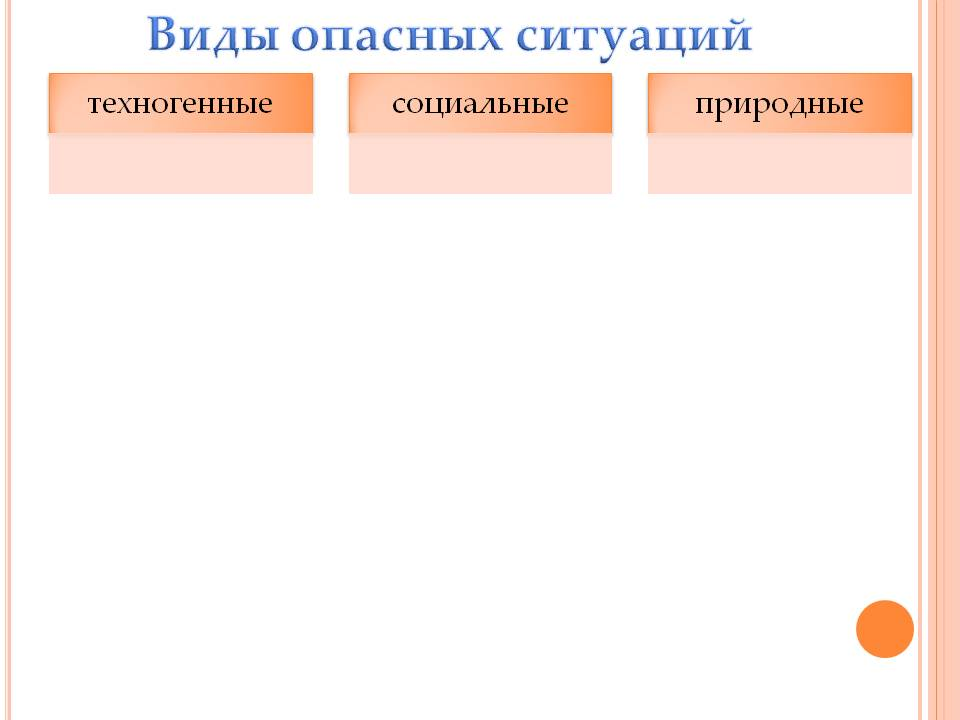 Виды опасных ситуаций
техногенные
социальные
природные